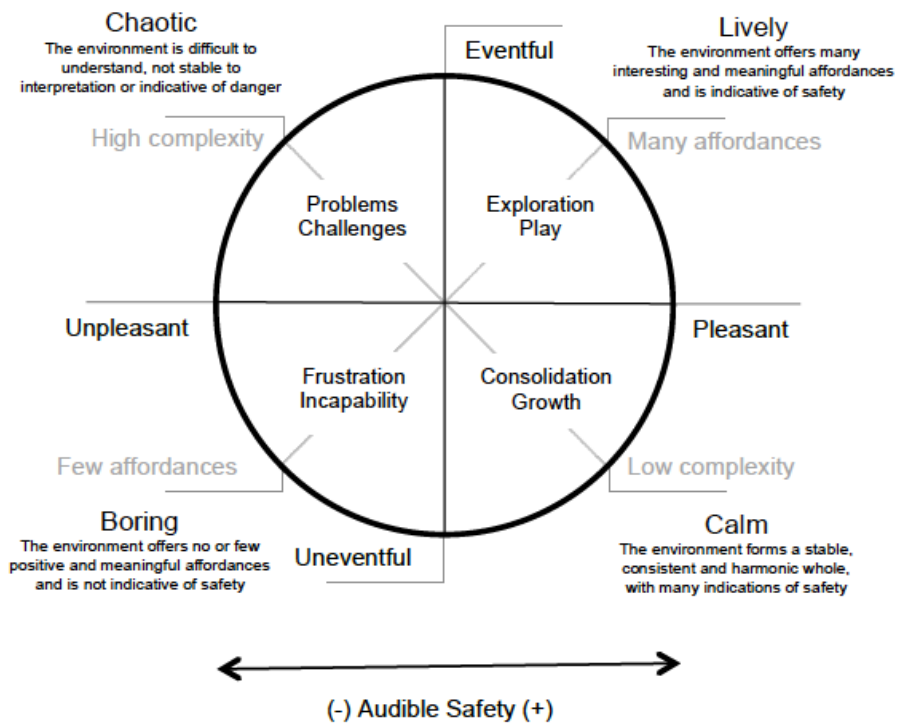 Chaotic
The environment is difficult to
understand, not stable to
interpretation or indicative of danger
Eventful
Lively
The environment offers many
interesting and meaningful affordances
and is indicative of safety
High complexity
Many affordances
Problems
Challenges
Exploration
Play
Unpleasant
Pleasant
Frustration
Incapability
Consolidation
Growth
Few affordances
Low complexity
Boring
The environment offers no or few
positive and meaningful affordances
and is not indicative of safety
Uneventful
Calm
The environment forms a stable,
consistent and harmonic whole,
with many indications of safety
(-) Audible Safety (+)